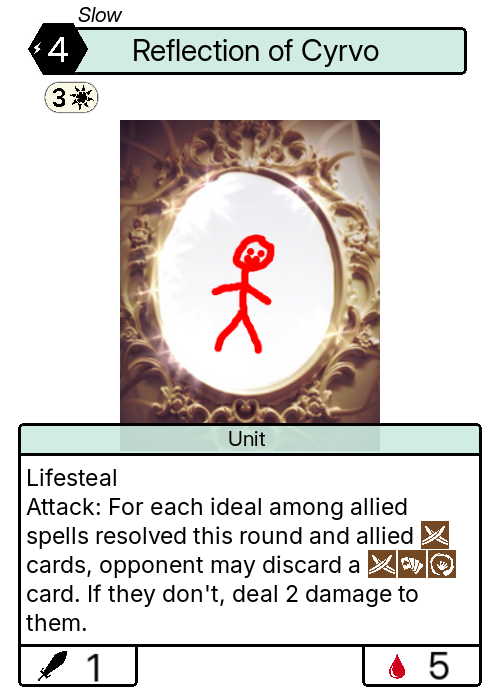 Slow
4
Reflection of Cyrvo
3
Unit
Lifesteal
Attack: For each ideal among allied
spells resolved this round and allied
cards, opponent may discard a
card. If they don't, deal 2 damage to
them.
1
5